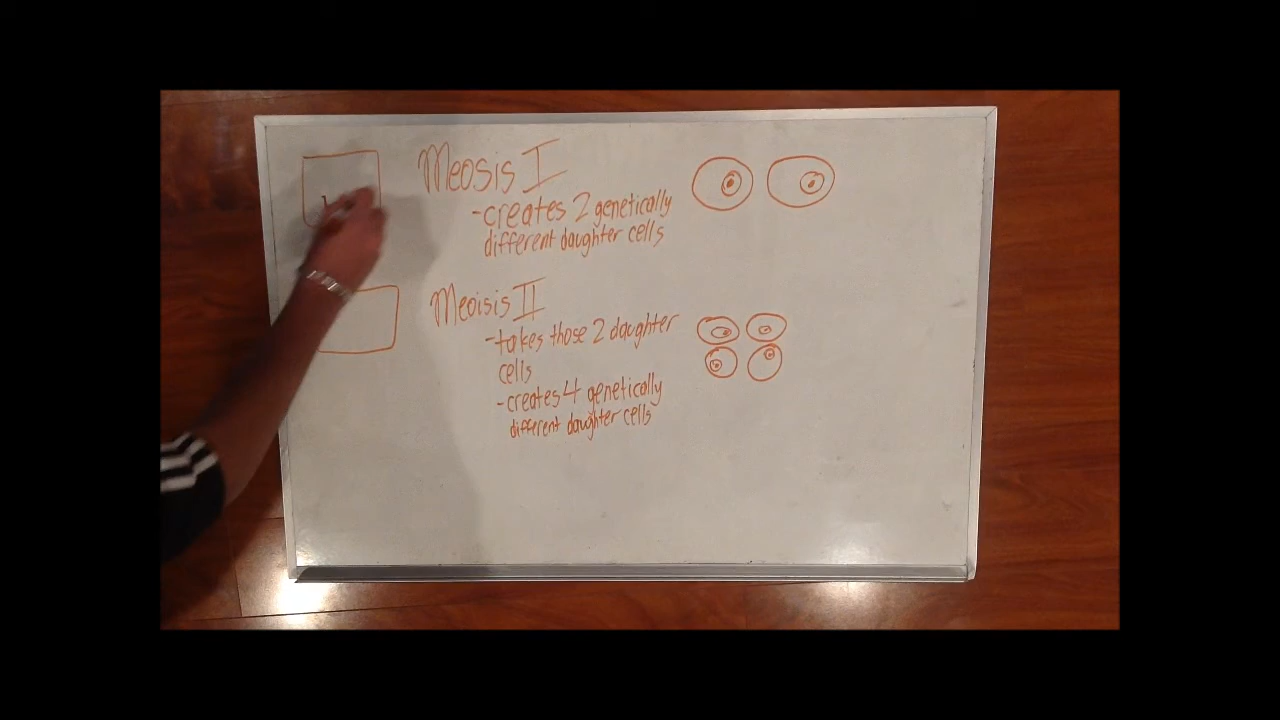 Meosis I
-creates 2 genetically
different daughter cells
Meoisis II
-takes those 2 daughter
cells
-creates 4 genetically
different daughter cells